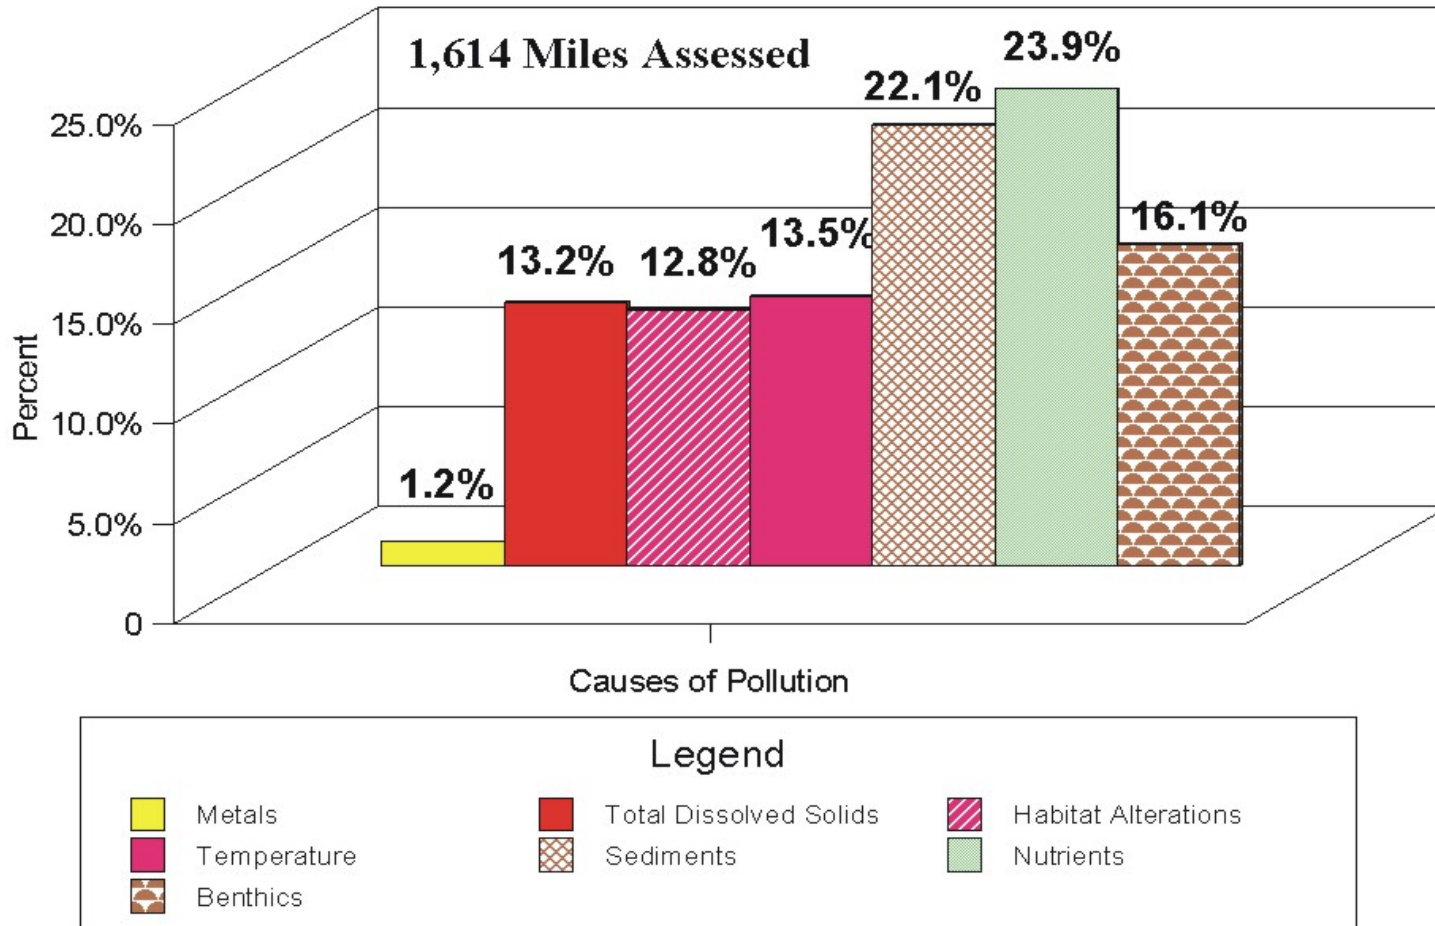 1,614 Miles Assessed
23.9%
22.1%
25.0%
20.0%
16.1%
13.5%
13.2%
12.8%
15.0%
Percent
10.0%
1.2%
5.0%
0
Causes of Pollution
Legend
Metals Total Dissolved Solids Habitat Alterations
Temperature Sediments Nutrients
Benthics